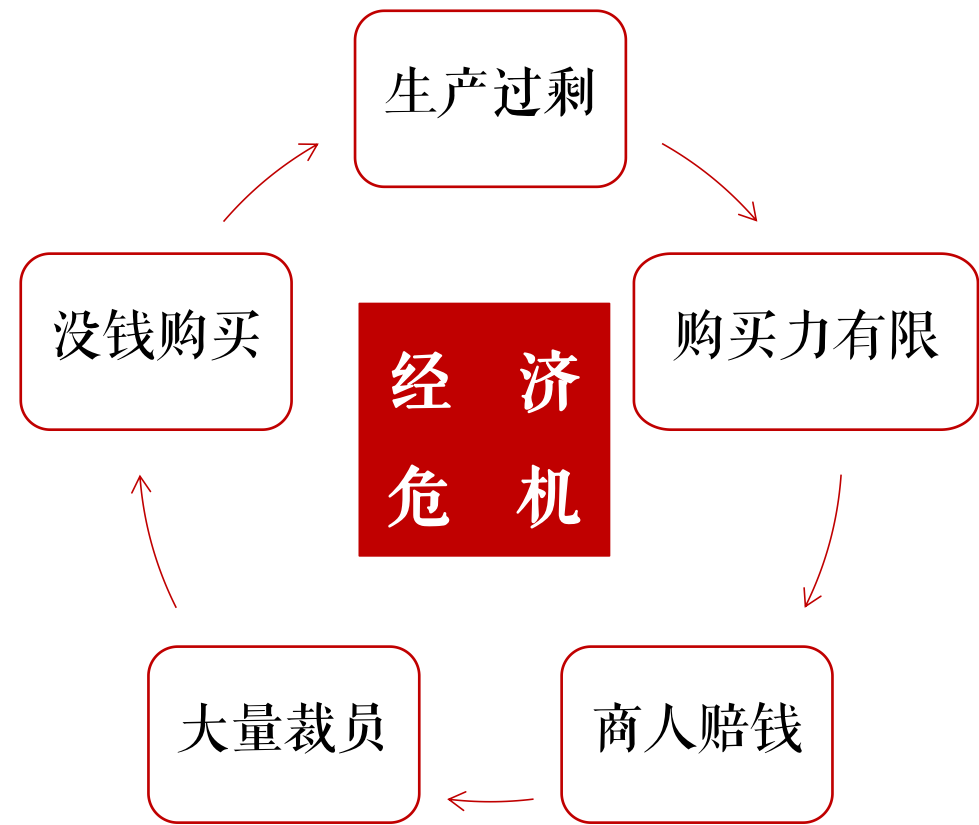 生产过剩
没钱购买
购买力有限
经 济
危 机
大量裁员
商人赔钱